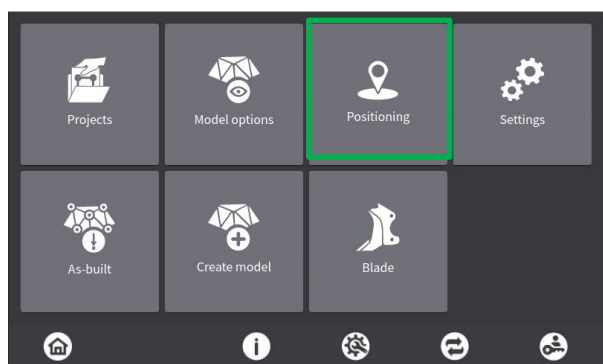 Projects
Model options
Positioning
Settings
As-built
Create model
Blade